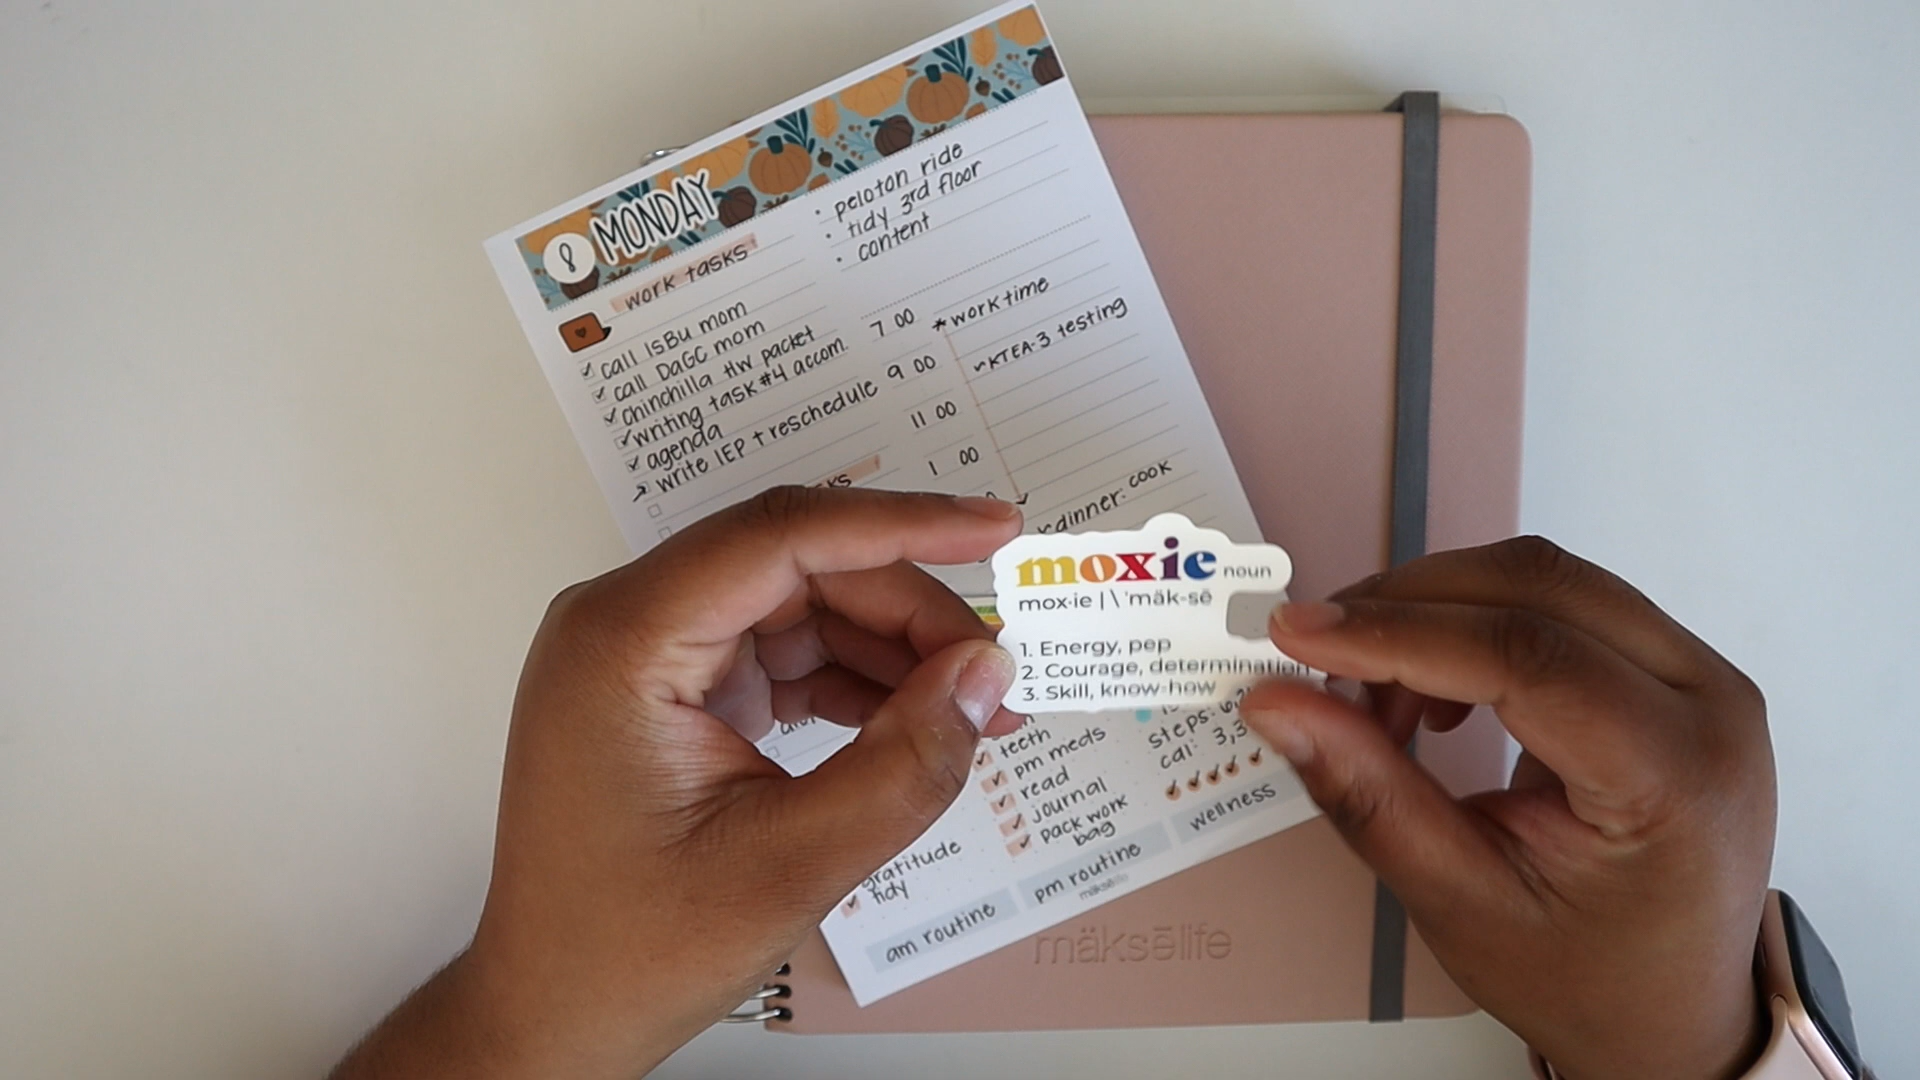 8 MONDAY
work tasks
✓ call IsBu mom
✓ call DaGC mom
✓ chinchilla HW packet
✓ writing task #4 accom.
✓ agenda
write IEP + reschedule
• peloton ride
• tidy 3rd floor
• content
7 00
9 00
11 00
1 00
* work time
~KTEA-3 testing
dinner: cook
moxie noun
mox·ie | \ 'mäk-sē
1. Energy, pep
2. Courage, determination
3. Skill, know-how
gratitude
✓ tidy
am routine
✓ teeth
✓ pm meds
✓ read
✓ journal
✓ pack work
bag
pm routine
mäksēlife
steps:
cal:
✓ ✓ ✓ ✓ ✓
wellness
mäksēlife